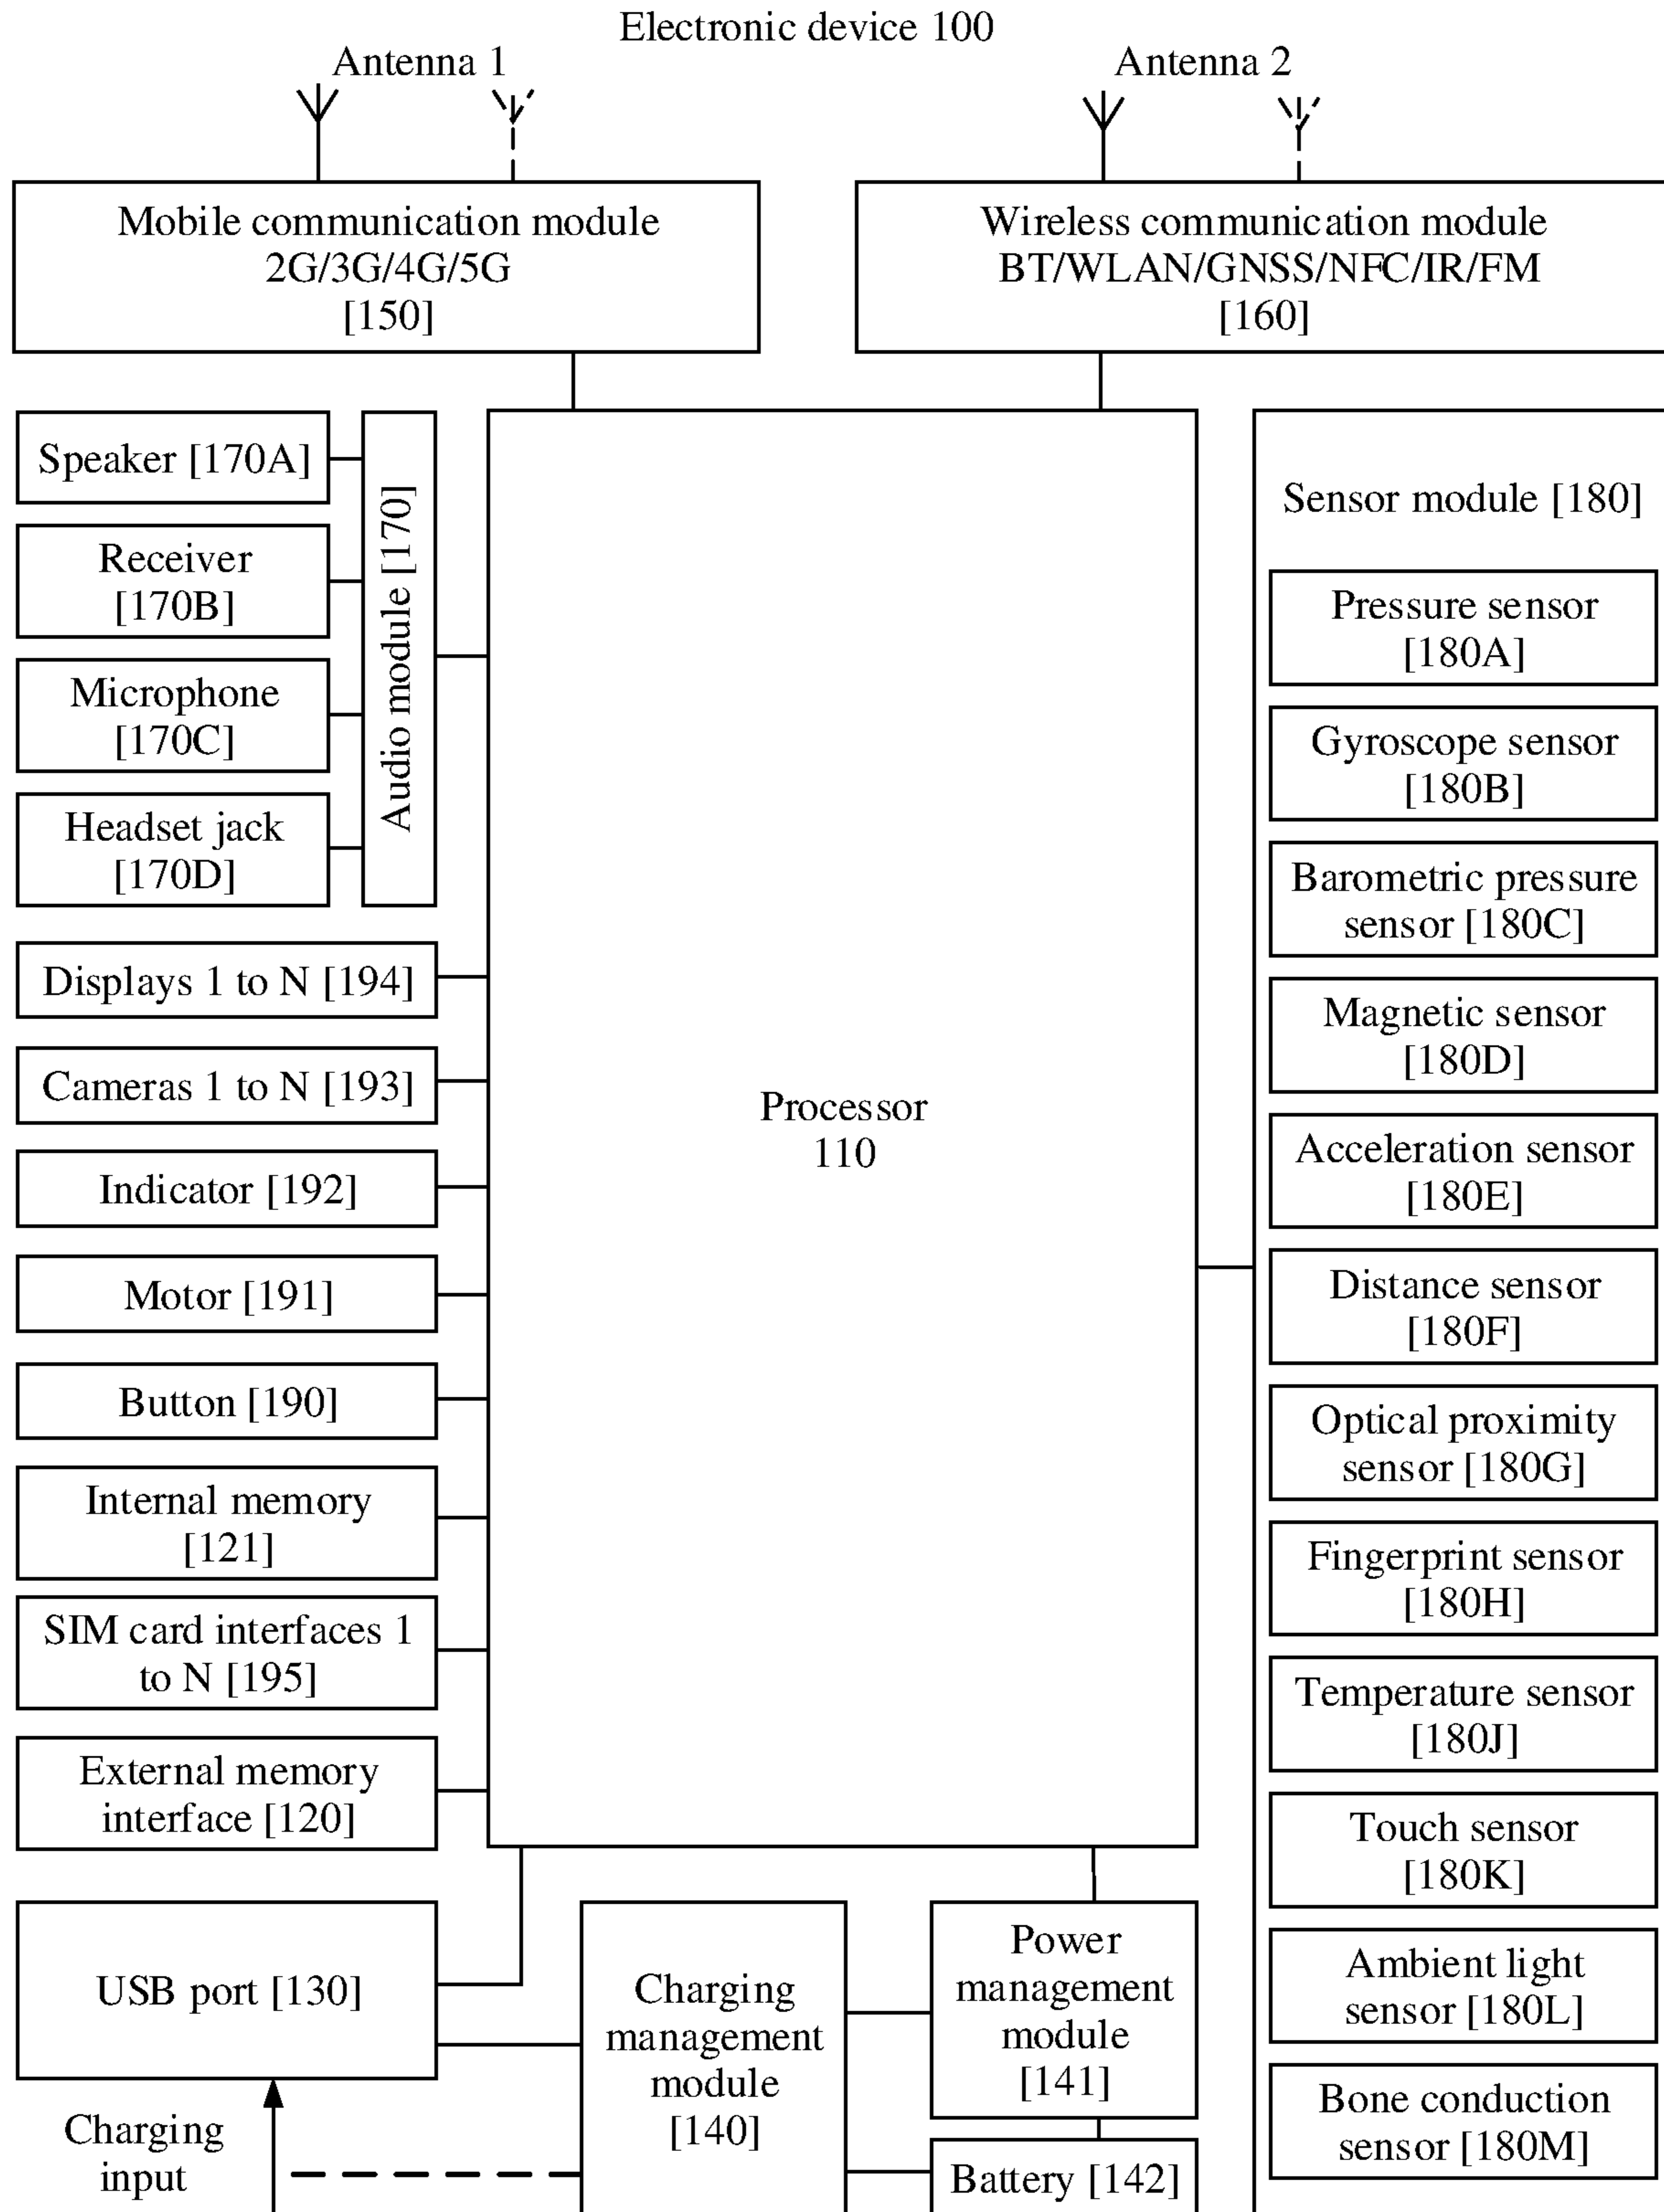 Electronic device 100
Antenna 1
Antenna 2
Mobile communication module
2G/3G/4G/5G
[150]
Wireless communication module
BT/WLAN/GNSS/NFC/IR/FM
[160]
Speaker [170A]
Receiver
[170B]
Microphone
[170C]
Headset jack
[170D]
Audio module [170]
Displays 1 to N [194]
Cameras 1 to N [193]
Indicator [192]
Motor [191]
Button [190]
Internal memory
[121]
SIM card interfaces 1
to N [195]
External memory
interface [120]
Processor
110
Sensor module [180]
Pressure sensor
[180A]
Gyroscope sensor
[180B]
Barometric pressure
sensor [180C]
Magnetic sensor
[180D]
Acceleration sensor
[180E]
Distance sensor
[180F]
Optical proximity
sensor [180G]
Fingerprint sensor
[180H]
Temperature sensor
[180J]
Touch sensor
[180K]
Ambient light
sensor [180L]
Bone conduction
sensor [180M]
USB port [130]
Charging
management
module
[140]
Power
management
module
[141]
Battery [142]
Charging
input